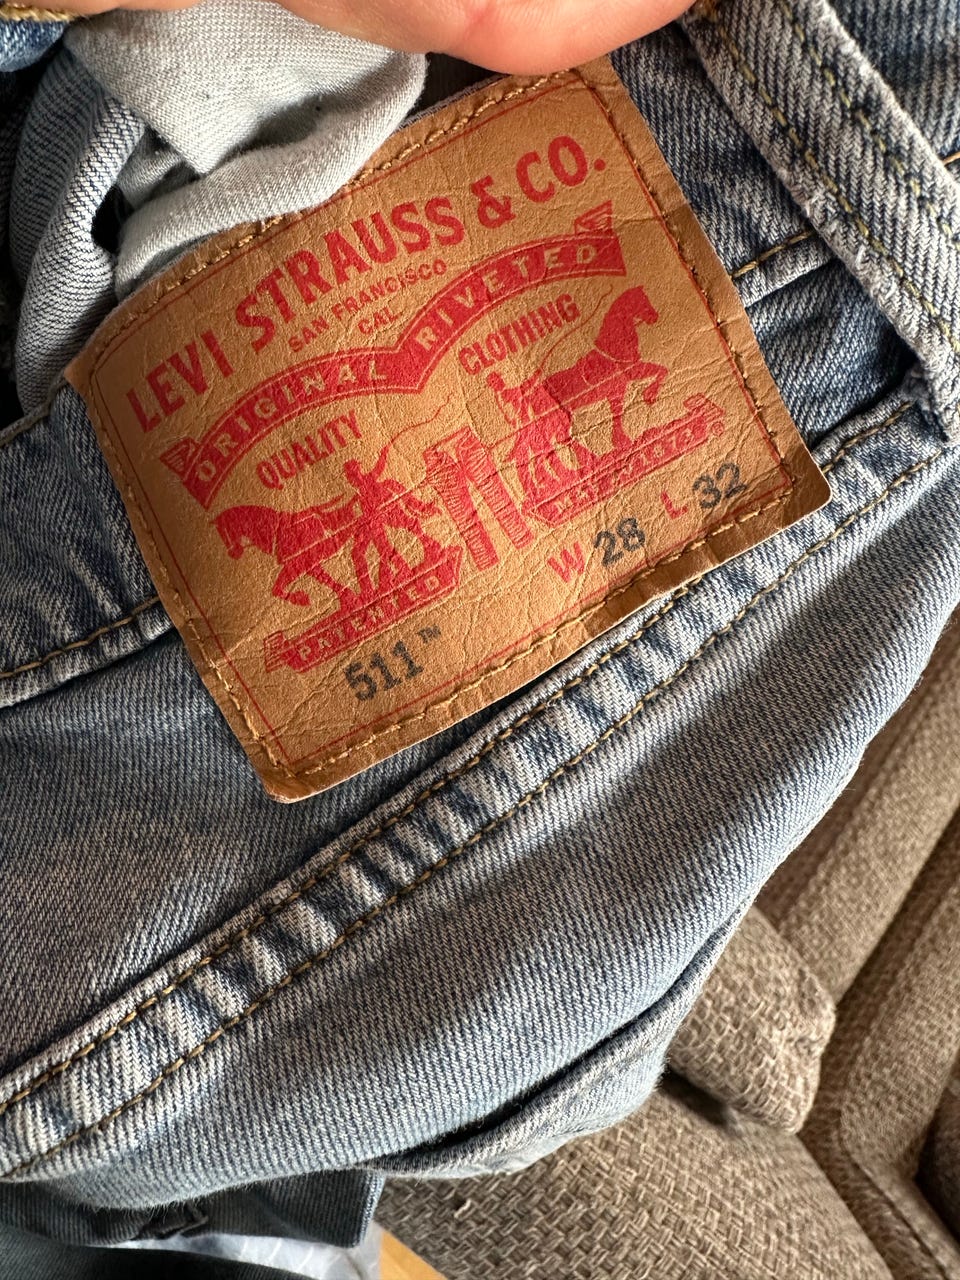 LEVI STRAUSS & CO.
SAN FRANCISCO
CAL
ORIGINAL RIVETED
QUALITY CLOTHING
PATENTED
W 28 L 32
511™